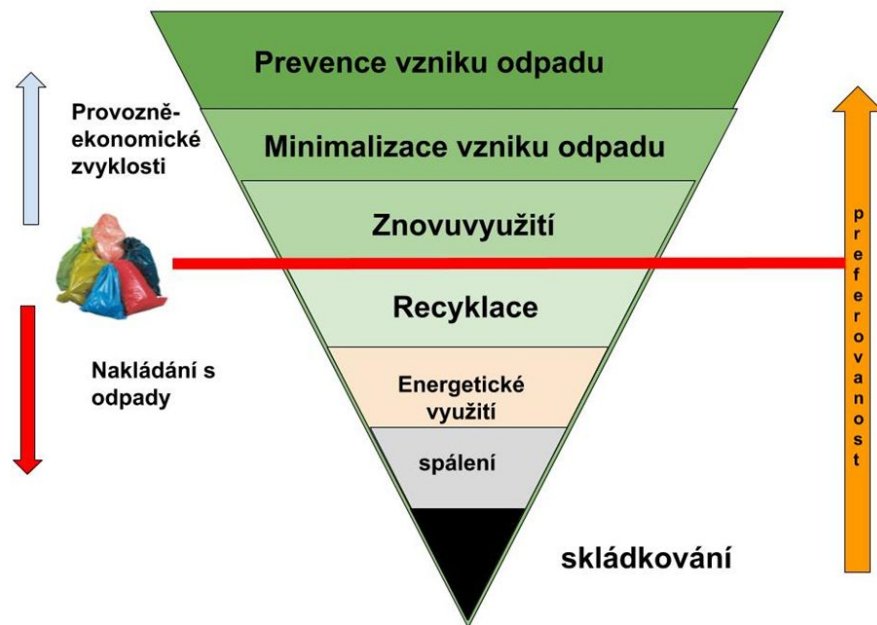 Prevence vzniku odpadu
Provozně-
ekonomické
zvyklosti
Minimalizace vzniku odpadu
Znovuvyužití
preferovanost
Recyklace
Nakládání s
odpady
Energetické
využití
spálení
skládkování